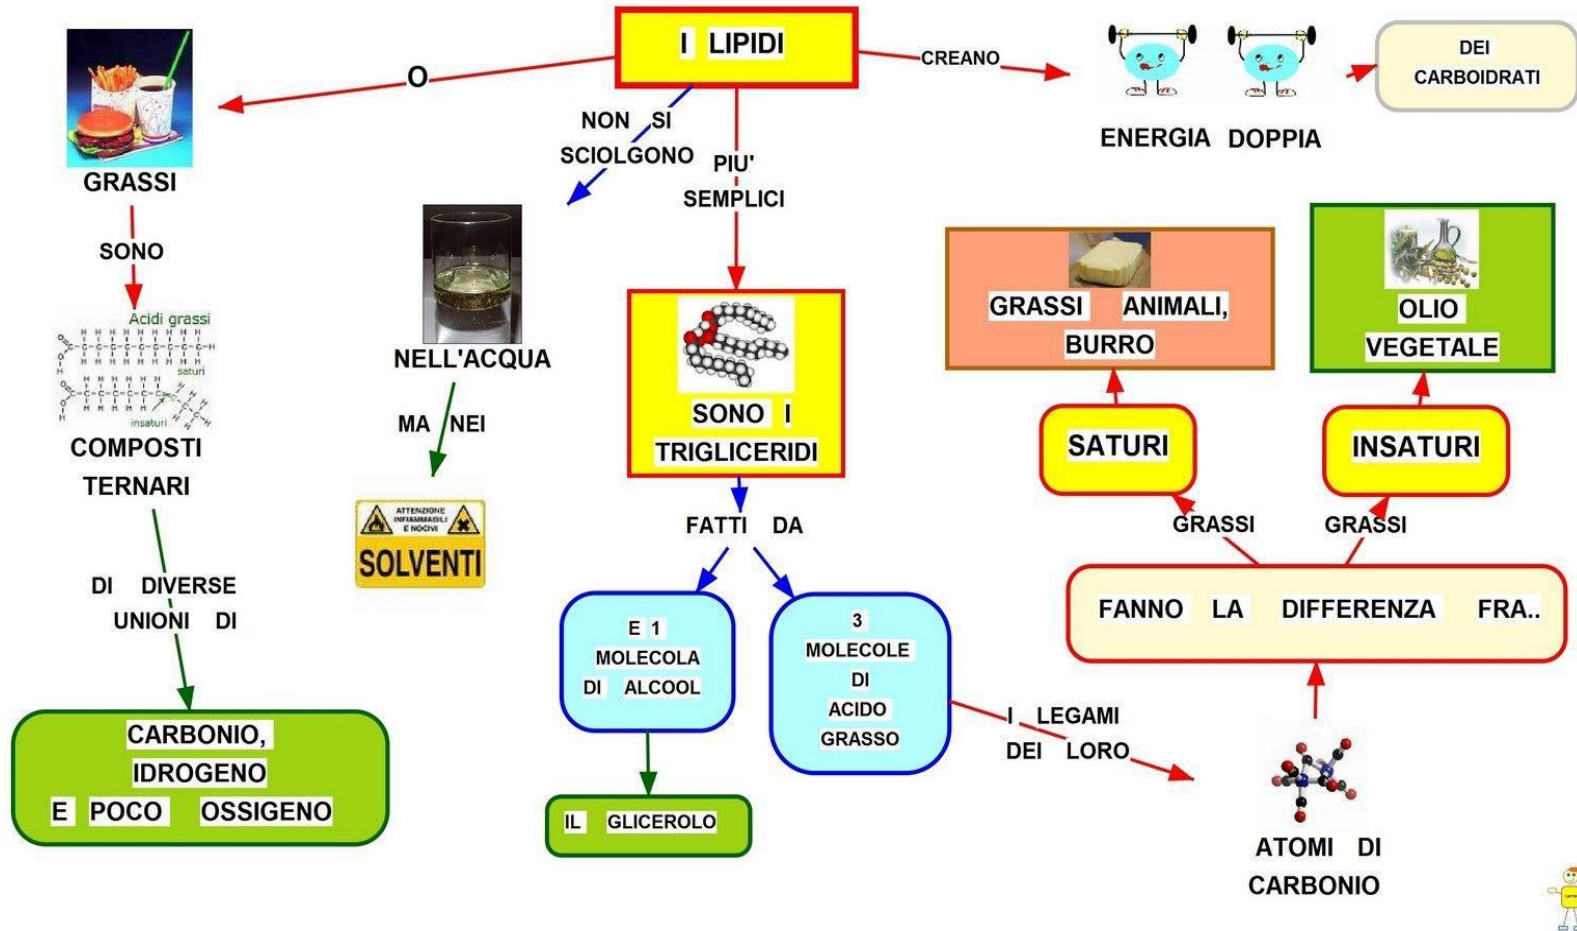 I LIPIDI
O
GRASSI
SONO
Acidi grassi
saturi
insaturi
COMPOSTI
TERNARI
DI DIVERSE
UNIONI DI
CARBONIO,
IDROGENO
E POCO OSSIGENO
NON SI
SCIOLGONO
NELL'ACQUA
MA NEI
ATTENZIONE
INFIAMMABILI
E NOCIVI
SOLVENTI
PIU'
SEMPLICI
SONO I
TRIGLICERIDI
FATTI DA
E 1
MOLECOLA
DI ALCOOL
IL GLICEROLO
3
MOLECOLE
DI
ACIDO
GRASSO
I LEGAMI
DEI LORO
ATOMI DI
CARBONIO
FANNO LA DIFFERENZA FRA..
GRASSI
SATURI
GRASSI ANIMALI,
BURRO
GRASSI
INSATURI
OLIO
VEGETALE
CREANO
ENERGIA DOPPIA
DEI
CARBOIDRATI